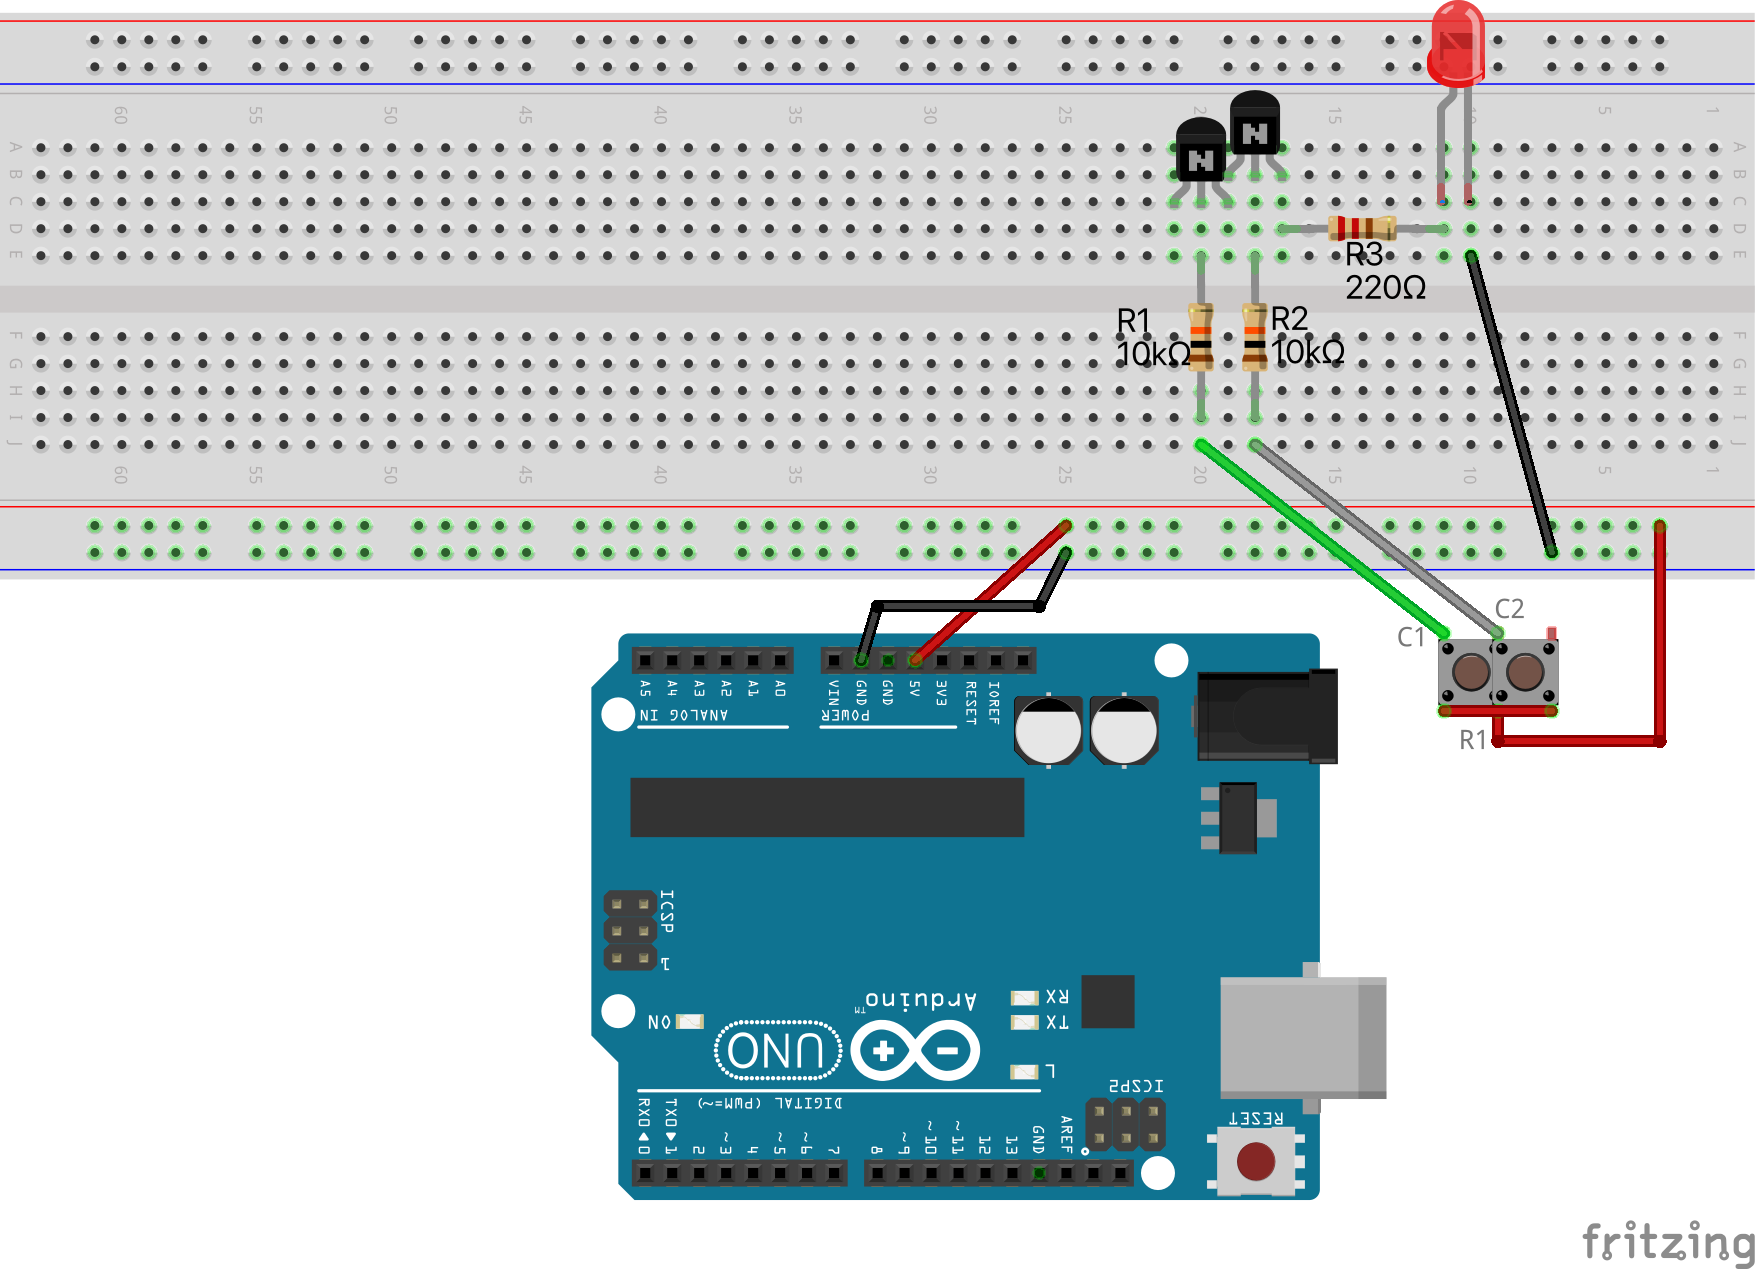 60 55 50 45 40 35 30 25 20 15 10 5 1
A A
B B
C C
D D
E E
R3
220Ω
R1
10kΩ
R2
10kΩ
F F
G G
H H
I I
J J
60 55 50 45 40 35 30 25 20 15 10 5 1
C2
C1
R1
A5 A4 A3 A2 A1 A0 VIN GND GND 5V 3V3 RESET IOREF
ANALOG IN POWER
ICSP
1
Arduino™
UNO
ON
RX
TX
L
ICSP2
RESET
DIGITAL (PWM=~)
RX0◀0 TX0▶1 2 ~3 4 ~5 ~6 7 8 ~9 ~10 ~11 12 13 GND AREF
fritzing